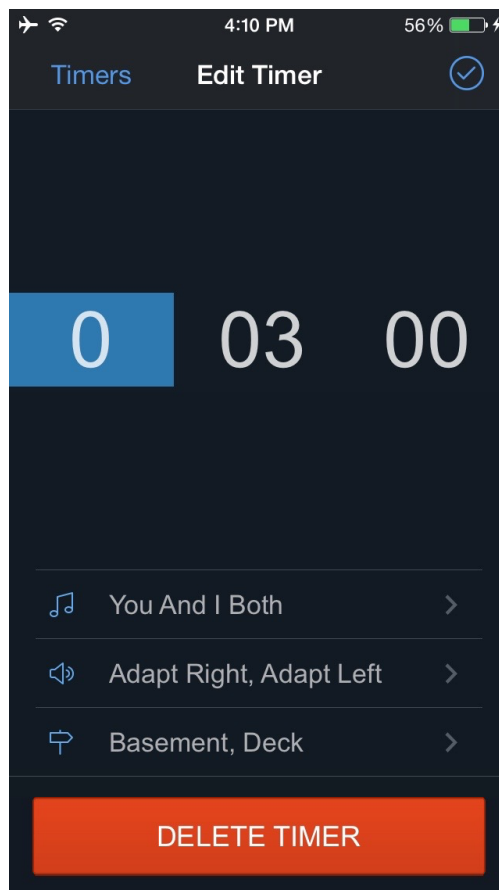 4:10 PM 56%
Timers Edit Timer
0 03 00
You And I Both
Adapt Right, Adapt Left
Basement, Deck
DELETE TIMER